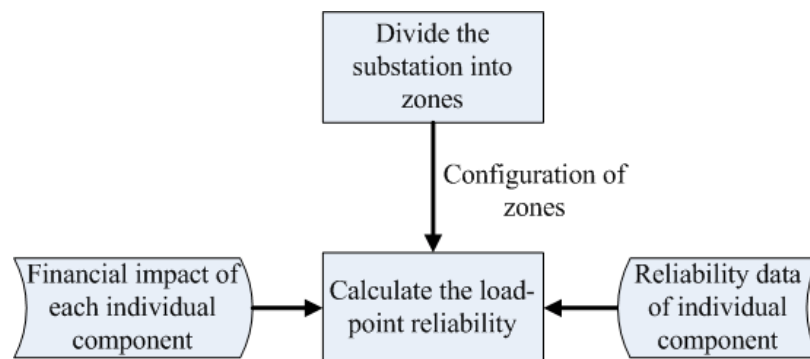 Divide the
substation into
zones
Configuration of
zones
Financial impact of
each individual
component
Calculate the load-
point reliability
Reliability data
of individual
component